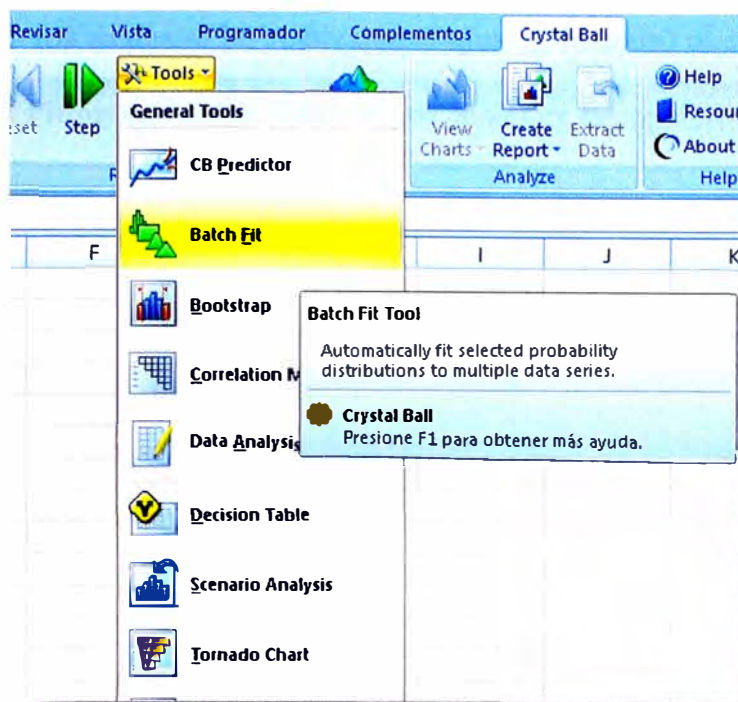 Revisar Vista Programador Complementos Crystal Ball
Step
Tools
View Charts
Create Report
Extract Data
Help
About
Analyze
Help
General Tools
CB Predictor
Batch Fit
Bootstrap
Correlation
Data Analysis
Decision Table
Scenario Analysis
Tornado Chart
F I J K
Batch Fit Tool
Automatically fit selected probability
distributions to multiple data series.
Crystal Ball
Presione F1 para obtener más ayuda.